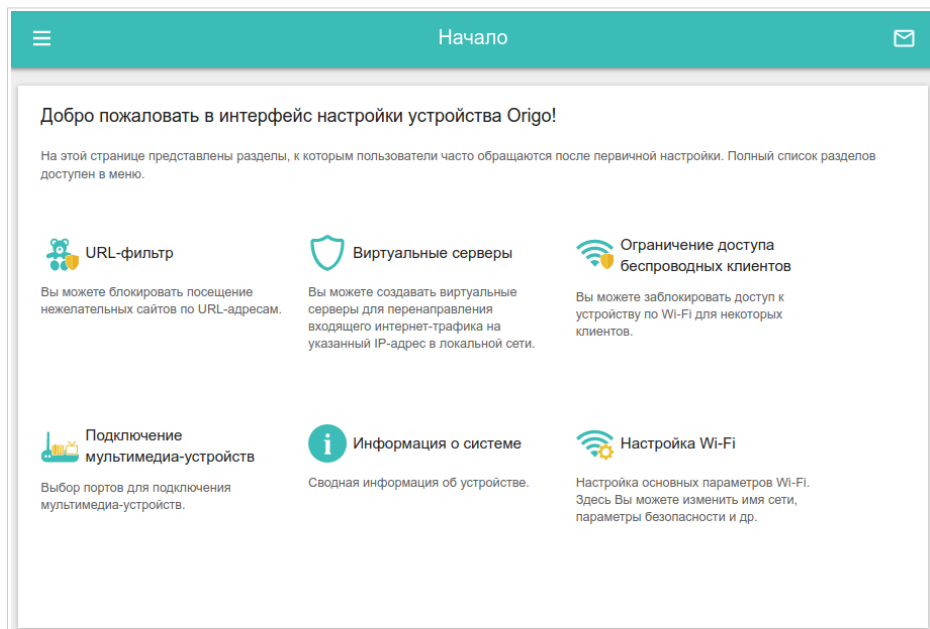 Начало
Добро пожаловать в интерфейс настройки устройства Origo!
На этой странице представлены разделы, к которым пользователи часто обращаются после первичной настройки. Полный список разделов
доступен в меню.
URL-фильтр
Вы можете блокировать посещение
нежелательных сайтов по URL-адресам.
Виртуальные серверы
Вы можете создавать виртуальные
серверы для перенаправления
входящего интернет-трафика на
указанный IP-адрес в локальной сети.
Ограничение доступа
беспроводных клиентов
Вы можете заблокировать доступ к
устройству по Wi-Fi для некоторых
клиентов.
Подключение
мультимедиа-устройств
Выбор портов для подключения
мультимедиа-устройств.
Информация о системе
Сводная информация об устройстве.
Настройка Wi-Fi
Настройка основных параметров Wi-Fi.
Здесь Вы можете изменить имя сети,
параметры безопасности и др.